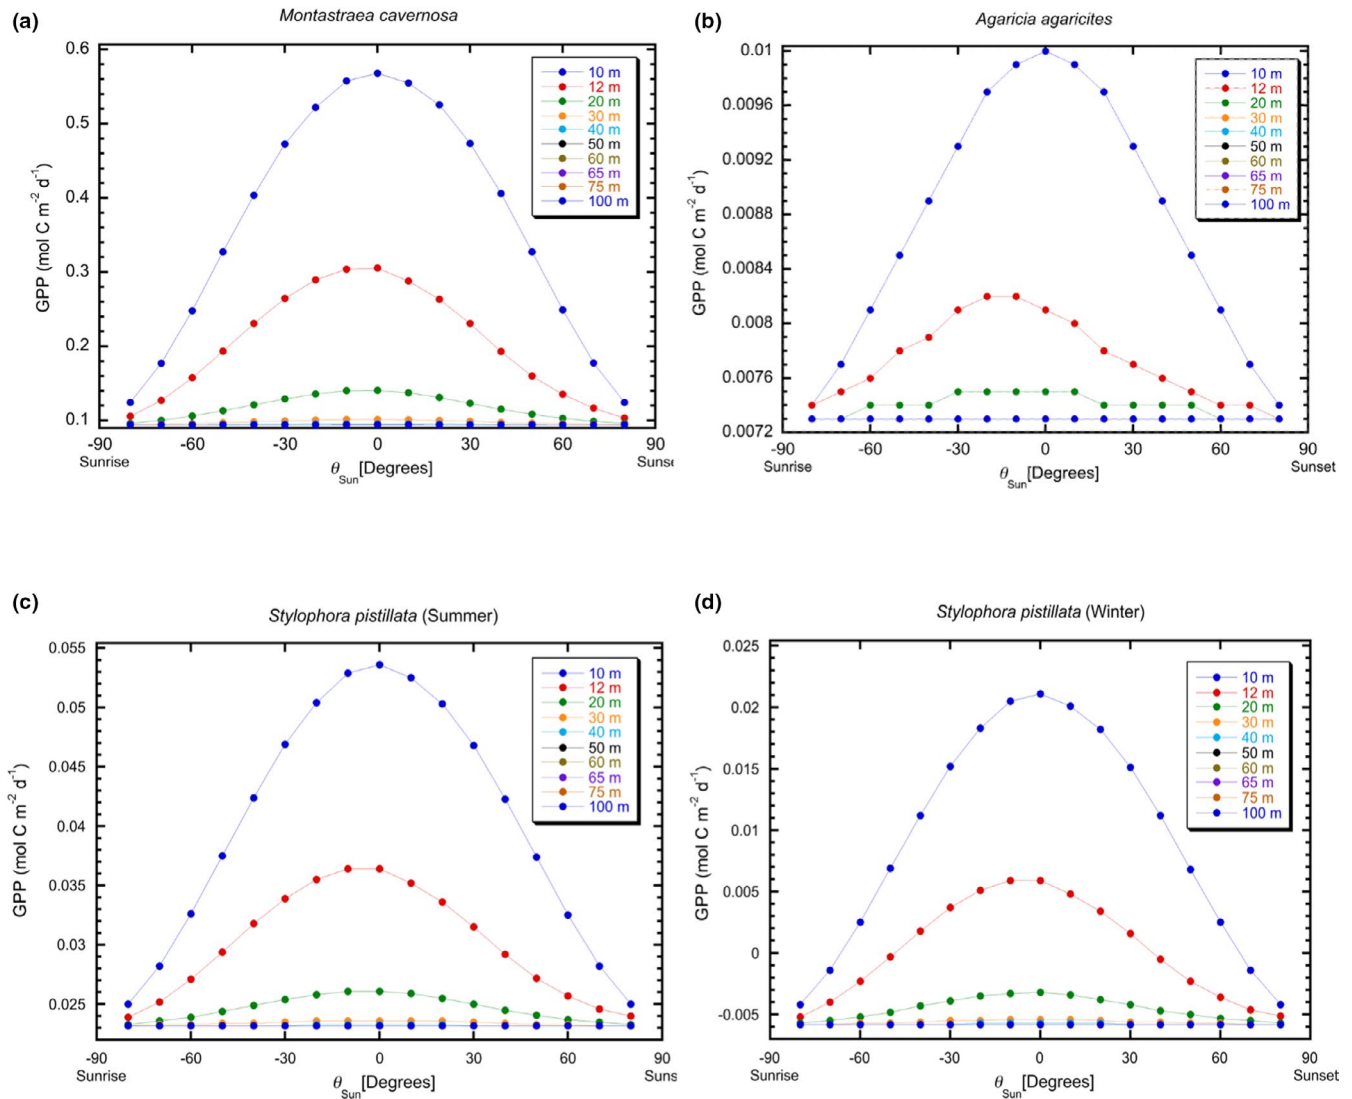 (a)
Montastraea cavernosa
0.6
0.5
0.4
0.3
0.2
0.1
GPP (mol C m⁻² d⁻¹)
10 m
12 m
20 m
30 m
40 m
50 m
60 m
65 m
75 m
100 m
-90 -60 -30 0 30 60 90
Sunrise Sunse
θSun[Degrees]
(b)
Agaricia agaricites
0.01
0.0096
0.0092
0.0088
0.0084
0.008
0.0076
0.0072
GPP (mol C m⁻² d⁻¹)
10 m
12 m
20 m
30 m
40 m
50 m
60 m
65 m
75 m
100 m
-90 -60 -30 0 30 60 90
Sunrise Sunset
θSun[Degrees]
(c)
Stylophora pistillata (Summer)
0.055
0.05
0.045
0.04
0.035
0.03
0.025
GPP (mol C m⁻² d⁻¹)
10 m
12 m
20 m
30 m
40 m
50 m
60 m
65 m
75 m
100 m
-90 -60 -30 0 30 60 90
Sunrise Suns
θSun[Degrees]
(d)
Stylophora pistillata (Winter)
0.025
0.02
0.015
0.01
0.005
0
-0.005
GPP (mol C m⁻² d⁻¹)
10 m
12 m
20 m
30 m
40 m
50 m
60 m
65 m
75 m
100 m
-90 -60 -30 0 30 60 90
Sunrise Sunset
θSun[Degrees]